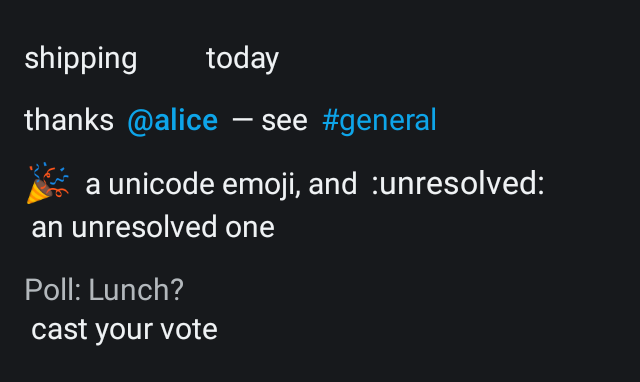 shipping today
thanks @alice — see #general
🎉 a unicode emoji, and :unresolved:
an unresolved one
Poll: Lunch?
cast your vote